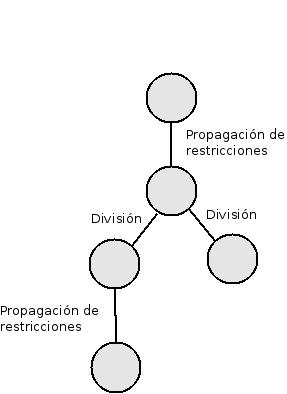 Propagación de
restricciones
División
División
Propagación de
restricciones